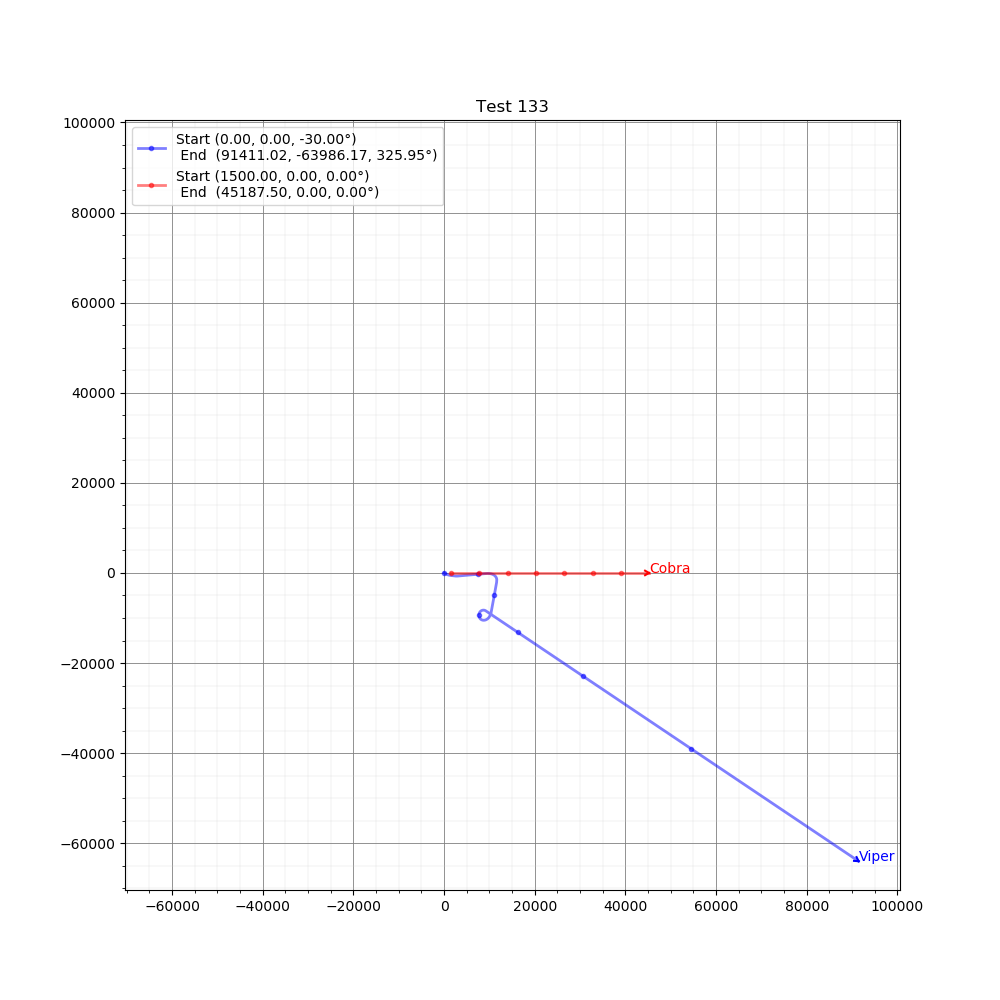 Test 133
Start (0.00, 0.00, -30.00°)
End (91411.02, -63986.17, 325.95°)
Start (1500.00, 0.00, 0.00°)
End (45187.50, 0.00, 0.00°)
100000
80000
60000
40000
20000
0
−20000
−40000
−60000
Cobra
Viper
−60000 −40000 −20000 0 20000 40000 60000 80000 100000